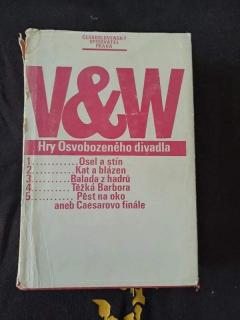 ČESKOSLOVENSKÝ
SPISOVATEL
PRAHA
V&W
Hry Osvobozeného divadla
1............Osel a stín
2............Kat a blázen
3............Balada z hadrů
4............Těžká Barbora
5............Pěst na oko
aneb Caesarovo finále